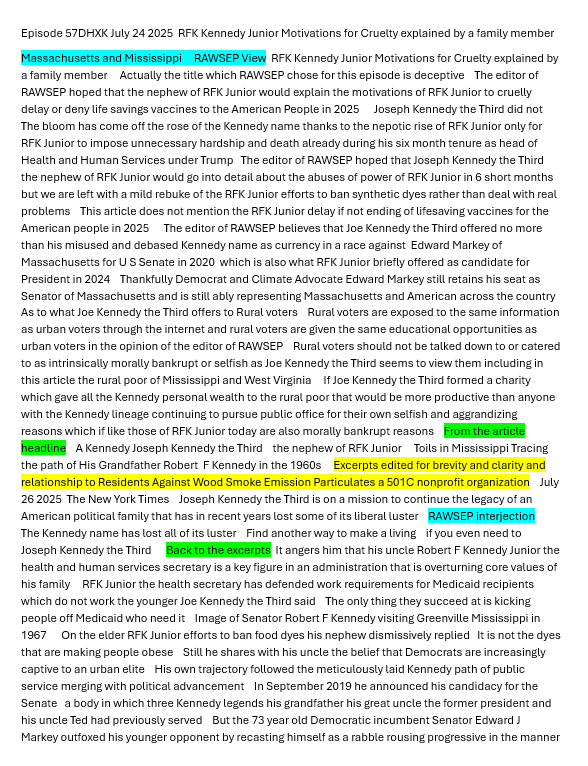 Episode 57DHXK July 24 2025  RFK Kennedy Junior Motivations for Cruelty explained by a family member
Massachusetts and Mississippi    RAWSEP View  RFK Kennedy Junior Motivations for Cruelty explained by
a family member    Actually the title which RAWSEP chose for this episode is deceptive   The editor of
RAWSEP hoped that the nephew of RFK Junior would explain the motivations of RFK Junior to cruelly
delay or deny life savings vaccines to the American People in 2025     Joseph Kennedy the Third did not
The bloom has come off the rose of the Kennedy name thanks to the nepotic rise of RFK Junior only for
RFK Junior to impose unnecessary hardship and death already during his six month tenure as head of
Health and Human Services under Trump   The editor of RAWSEP hoped that Joseph Kennedy the Third
the nephew of RFK Junior would go into detail about the abuses of power of RFK Junior in 6 short months
but we are left with a mild rebuke of the RFK Junior efforts to ban synthetic dyes rather than deal with real
problems   This article does not mention the RFK Junior delay if not ending of lifesaving vaccines for the
American people in 2025     The editor of RAWSEP believes that Joe Kennedy the Third offered no more
than his misused and debased Kennedy name as currency in a race against  Edward Markey of
Massachusetts for U S Senate in 2020  which is also what RFK Junior briefly offered as candidate for
President in 2024   Thankfully Democrat and Climate Advocate Edward Markey still retains his seat as
Senator of Massachusetts and is still ably representing Massachusetts and American across the country
As to what Joe Kennedy the Third offers to Rural voters   Rural voters are exposed to the same information
as urban voters through the internet and rural voters are given the same educational opportunities as
urban voters in the opinion of the editor of RAWSEP   Rural voters should not be talked down to or catered
to as intrinsically morally bankrupt or selfish as Joe Kennedy the Third seems to view them including in
this article the rural poor of Mississippi and West Virginia    If Joe Kennedy the Third formed a charity
which gave all the Kennedy personal wealth to the rural poor that would be more productive than anyone
with the Kennedy lineage continuing to pursue public office for their own selfish and aggrandizing
reasons which if like those of RFK Junior today are also morally bankrupt reasons   From the article
headline   A Kennedy Joseph Kennedy the Third    the nephew of RFK Junior    Toils in Mississippi Tracing
the path of His Grandfather Robert  F Kennedy in the 1960s    Excerpts edited for brevity and clarity and
relationship to Residents Against Wood Smoke Emission Particulates a 501C nonprofit organization   July
26 2025  The New York Times   Joseph Kennedy the Third is on a mission to continue the legacy of an
American political family that has in recent years lost some of its liberal luster   RAWSEP interjection
The Kennedy name has lost all of its luster   Find another way to make a living   if you even need to
Joseph Kennedy the Third     Back to the excerpts  It angers him that his uncle Robert F Kennedy Junior the
health and human services secretary is a key figure in an administration that is overturning core values of
his family    RFK Junior the health secretary has defended work requirements for Medicaid recipients
which do not work the younger Joe Kennedy the Third said   The only thing they succeed at is kicking
people off Medicaid who need it   Image of Senator Robert F Kennedy visiting Greenville Mississippi in
1967     On the elder RFK Junior efforts to ban food dyes his nephew dismissively replied   It is not the dyes
that are making people obese   Still he shares with his uncle the belief that Democrats are increasingly
captive to an urban elite    His own trajectory followed the meticulously laid Kennedy path of public
service merging with political advancement    In September 2019 he announced his candidacy for the
Senate   a body in which three Kennedy legends his grandfather his great uncle the former president and
his uncle Ted had previously served    But the 73 year old Democratic incumbent Senator Edward J
Markey outfoxed his younger opponent by recasting himself as a rabble rousing progressive in the manner